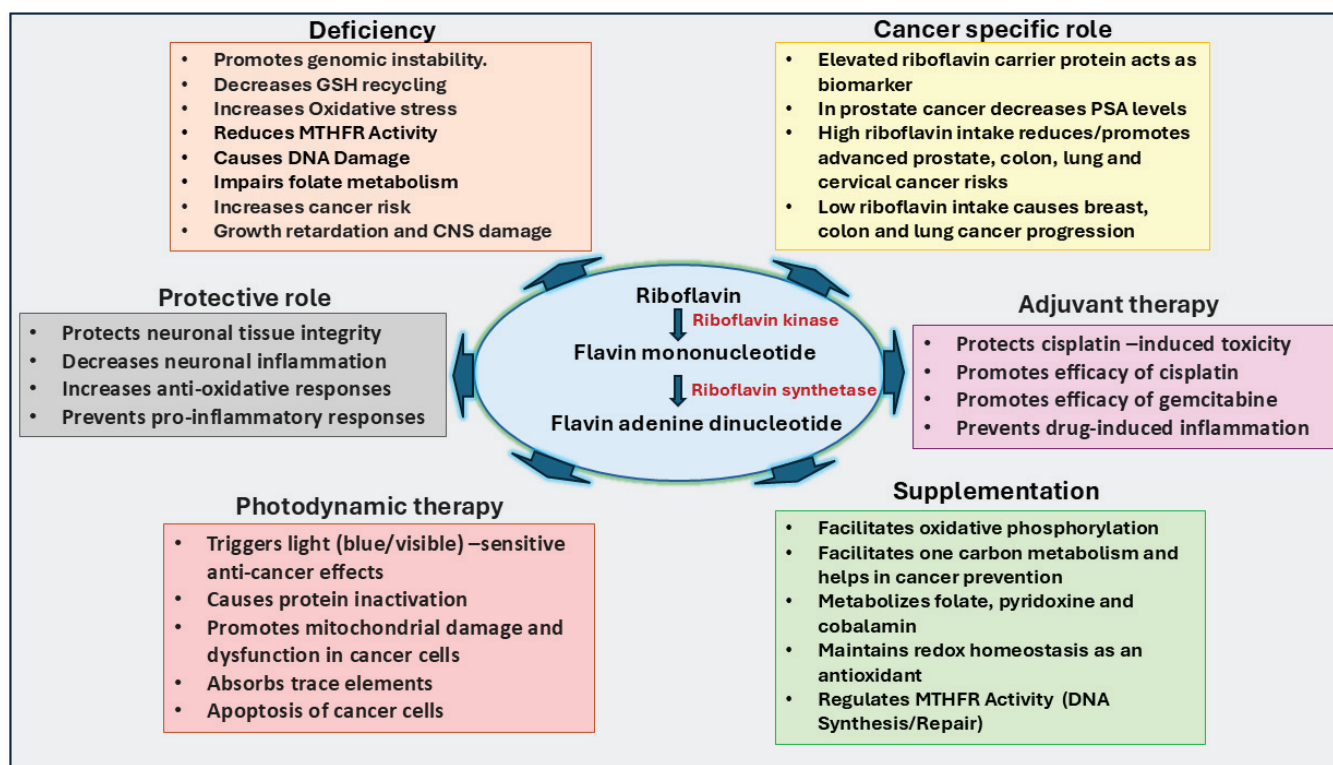 Deficiency
• Promotes genomic instability.
• Decreases GSH recycling
• Increases Oxidative stress
• Reduces MTHFR Activity
• Causes DNA Damage
• Impairs folate metabolism
• Increases cancer risk
• Growth retardation and CNS damage
Cancer specific role
• Elevated riboflavin carrier protein acts as
biomarker
• In prostate cancer decreases PSA levels
• High riboflavin intake reduces/promotes
advanced prostate, colon, lung and
cervical cancer risks
• Low riboflavin intake causes breast,
colon and lung cancer progression
Protective role
• Protects neuronal tissue integrity
• Decreases neuronal inflammation
• Increases anti-oxidative responses
• Prevents pro-inflammatory responses
Riboflavin
Riboflavin kinase
Flavin mononucleotide
Riboflavin synthetase
Flavin adenine dinucleotide
Adjuvant therapy
• Protects cisplatin –induced toxicity
• Promotes efficacy of cisplatin
• Promotes efficacy of gemcitabine
• Prevents drug-induced inflammation
Photodynamic therapy
• Triggers light (blue/visible) –sensitive
anti-cancer effects
• Causes protein inactivation
• Promotes mitochondrial damage and
dysfunction in cancer cells
• Absorbs trace elements
• Apoptosis of cancer cells
Supplementation
• Facilitates oxidative phosphorylation
• Facilitates one carbon metabolism and
helps in cancer prevention
• Metabolizes folate, pyridoxine and
cobalamin
• Maintains redox homeostasis as an
antioxidant
• Regulates MTHFR Activity (DNA
Synthesis/Repair)